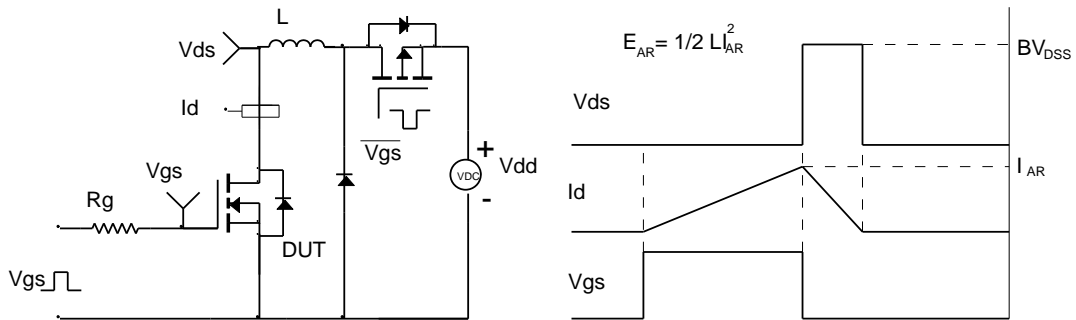 L
Vds
Id
Vgs
Rg
DUT
Vgs
Vgs
+
VDC
Vdd
-
E_AR = 1/2 LI_AR^2
BV_DSS
Vds
I_AR
Id
Vgs